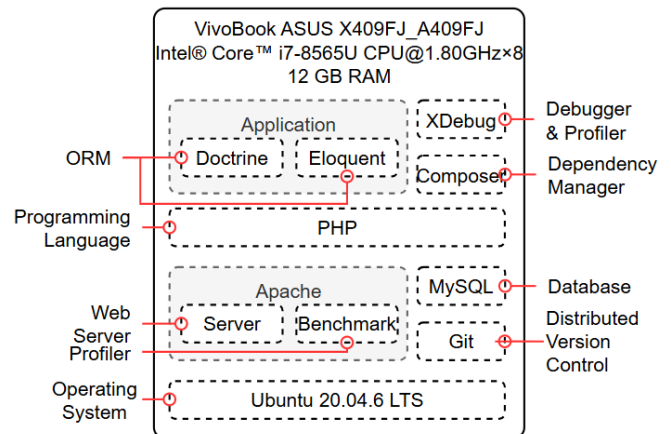 VivoBook ASUS X409FJ_A409FJ
Intel® Core™ i7-8565U CPU@1.80GHz×8
12 GB RAM
Application
Doctrine
Eloquent
XDebug
Composer
PHP
Apache
Server
Benchmark
MySQL
Git
Ubuntu 20.04.6 LTS
ORM
Programming
Language
Web
Server
Profiler
Operating
System
Debugger
& Profiler
Dependency
Manager
Database
Distributed
Version
Control